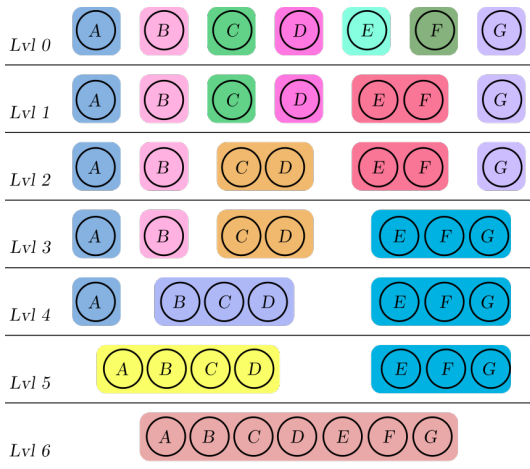 Lvl 0 A B C D E F G
Lvl 1 A B C D E F G
Lvl 2 A B C D E F G
Lvl 3 A B C D E F G
Lvl 4 A B C D E F G
Lvl 5 A B C D E F G
Lvl 6 A B C D E F G